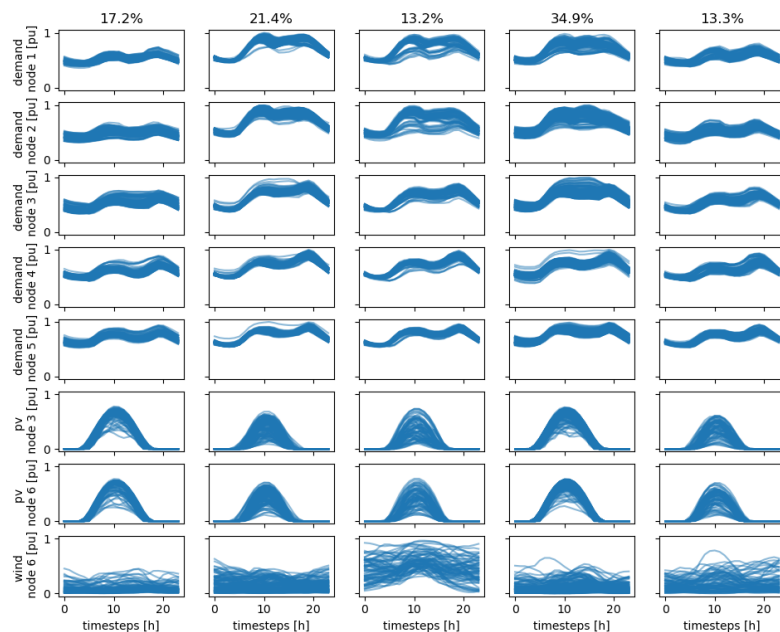 17.2% 21.4% 13.2% 34.9% 13.3%
demand
node 1 [pu]
1
0
demand
node 2 [pu]
1
0
demand
node 3 [pu]
1
0
demand
node 4 [pu]
1
0
demand
node 5 [pu]
1
0
pv
node 3 [pu]
1
0
pv
node 6 [pu]
1
0
wind
node 6 [pu]
1
0
0 10 20 0 10 20 0 10 20 0 10 20 0 10 20
timesteps [h] timesteps [h] timesteps [h] timesteps [h] timesteps [h]